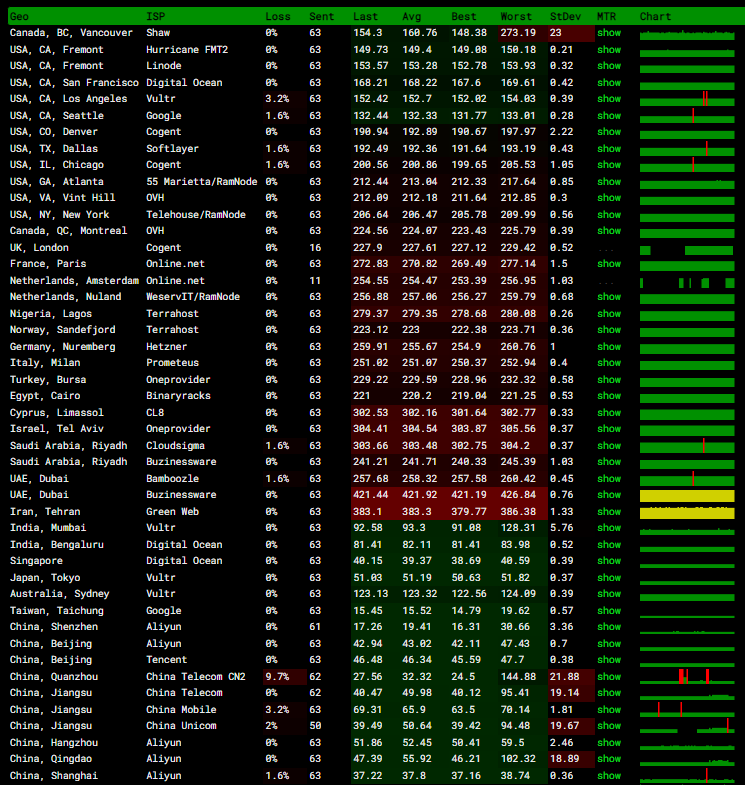 Geo ISP Loss Sent Last Avg Best Worst StDev MTR Chart
Canada, BC, Vancouver Shaw 0% 63 154.3 160.76 148.38 273.19 23 show
USA, CA, Fremont Hurricane FMT2 0% 63 149.73 149.4 149.08 150.18 0.21 show
USA, CA, Fremont Linode 0% 63 153.57 153.28 152.78 153.93 0.32 show
USA, CA, San Francisco Digital Ocean 0% 63 168.21 168.22 167.6 169.61 0.42 show
USA, CA, Los Angeles Vultr 3.2% 63 152.42 152.7 152.02 154.03 0.39 show
USA, CA, Seattle Google 1.6% 63 132.44 132.33 131.77 133.01 0.28 show
USA, CO, Denver Cogent 0% 63 190.94 192.89 190.67 197.97 2.22 show
USA, TX, Dallas Softlayer 1.6% 63 192.49 192.36 191.64 193.19 0.43 show
USA, IL, Chicago Cogent 1.6% 63 200.56 200.86 199.65 205.53 1.05 show
USA, GA, Atlanta 55 Marietta/RamNode 0% 63 212.44 213.04 212.33 217.64 0.85 show
USA, VA, Vint Hill OVH 0% 63 212.09 212.18 211.64 212.85 0.3 show
USA, NY, New York Telehouse/RamNode 0% 63 206.64 206.47 205.78 209.99 0.56 show
Canada, QC, Montreal OVH 0% 63 224.56 224.07 223.43 225.79 0.39 show
UK, London Cogent 0% 16 227.9 227.61 227.12 229.42 0.52 ...
France, Paris Online.net 0% 63 272.83 270.82 269.49 277.14 1.5 show
Netherlands, Amsterdam Online.net 0% 11 254.55 254.47 253.39 256.95 1.03 ...
Netherlands, Nuland WeservIT/RamNode 0% 63 256.88 257.06 256.27 259.79 0.68 show
Nigeria, Lagos Terrahost 0% 63 279.37 279.35 278.68 280.08 0.26 show
Norway, Sandefjord Terrahost 0% 63 223.12 223 222.38 223.71 0.36 show
Germany, Nuremberg Hetzner 0% 63 259.91 255.67 254.9 260.76 1 show
Italy, Milan Prometeus 0% 63 251.02 251.07 250.37 252.94 0.4 show
Turkey, Bursa Oneprovider 0% 63 229.22 229.59 228.96 232.32 0.58 show
Egypt, Cairo Binaryracks 0% 63 221 220.2 219.04 221.25 0.53 show
Cyprus, Limassol CL8 0% 63 302.53 302.16 301.64 302.77 0.33 show
Israel, Tel Aviv Oneprovider 0% 63 304.41 304.54 303.87 305.56 0.37 show
Saudi Arabia, Riyadh Cloudsigma 1.6% 63 303.66 303.48 302.75 304.2 0.37 show
Saudi Arabia, Riyadh Buzinessware 0% 63 241.21 241.71 240.33 245.39 1.03 show
UAE, Dubai Bamboozle 1.6% 63 257.68 258.32 257.58 260.42 0.45 show
UAE, Dubai Buzinessware 0% 63 421.44 421.92 421.19 426.84 0.76 show
Iran, Tehran Green Web 0% 63 383.1 383.3 379.77 386.38 1.33 show
India, Mumbai Vultr 0% 63 92.58 93.3 91.08 128.31 5.76 show
India, Bengaluru Digital Ocean 0% 63 81.41 82.11 81.41 83.98 0.52 show
Singapore Digital Ocean 0% 63 40.15 39.37 38.69 40.59 0.39 show
Japan, Tokyo Vultr 0% 63 51.03 51.19 50.63 51.82 0.37 show
Australia, Sydney Vultr 0% 63 123.13 123.32 122.56 124.09 0.39 show
Taiwan, Taichung Google 0% 63 15.45 15.52 14.79 19.62 0.57 show
China, Shenzhen Aliyun 0% 61 17.26 19.41 16.31 30.66 3.36 show
China, Beijing Aliyun 0% 63 42.94 43.02 42.11 47.43 0.7 show
China, Beijing Tencent 0% 63 46.48 46.34 45.59 47.7 0.38 show
China, Quanzhou China Telecom CN2 9.7% 62 27.56 32.32 24.5 144.88 21.88 show
China, Jiangsu China Telecom 0% 62 40.47 49.98 40.12 95.41 19.14 show
China, Jiangsu China Mobile 3.2% 63 69.31 65.9 63.5 70.14 1.81 show
China, Jiangsu China Unicom 2% 50 39.49 50.64 39.42 94.48 19.67 show
China, Hangzhou Aliyun 0% 63 51.86 52.45 50.41 59.5 2.46 show
China, Qingdao Aliyun 0% 63 47.39 55.92 46.21 102.32 18.89 show
China, Shanghai Aliyun 1.6% 63 37.22 37.8 37.16 38.74 0.36 show